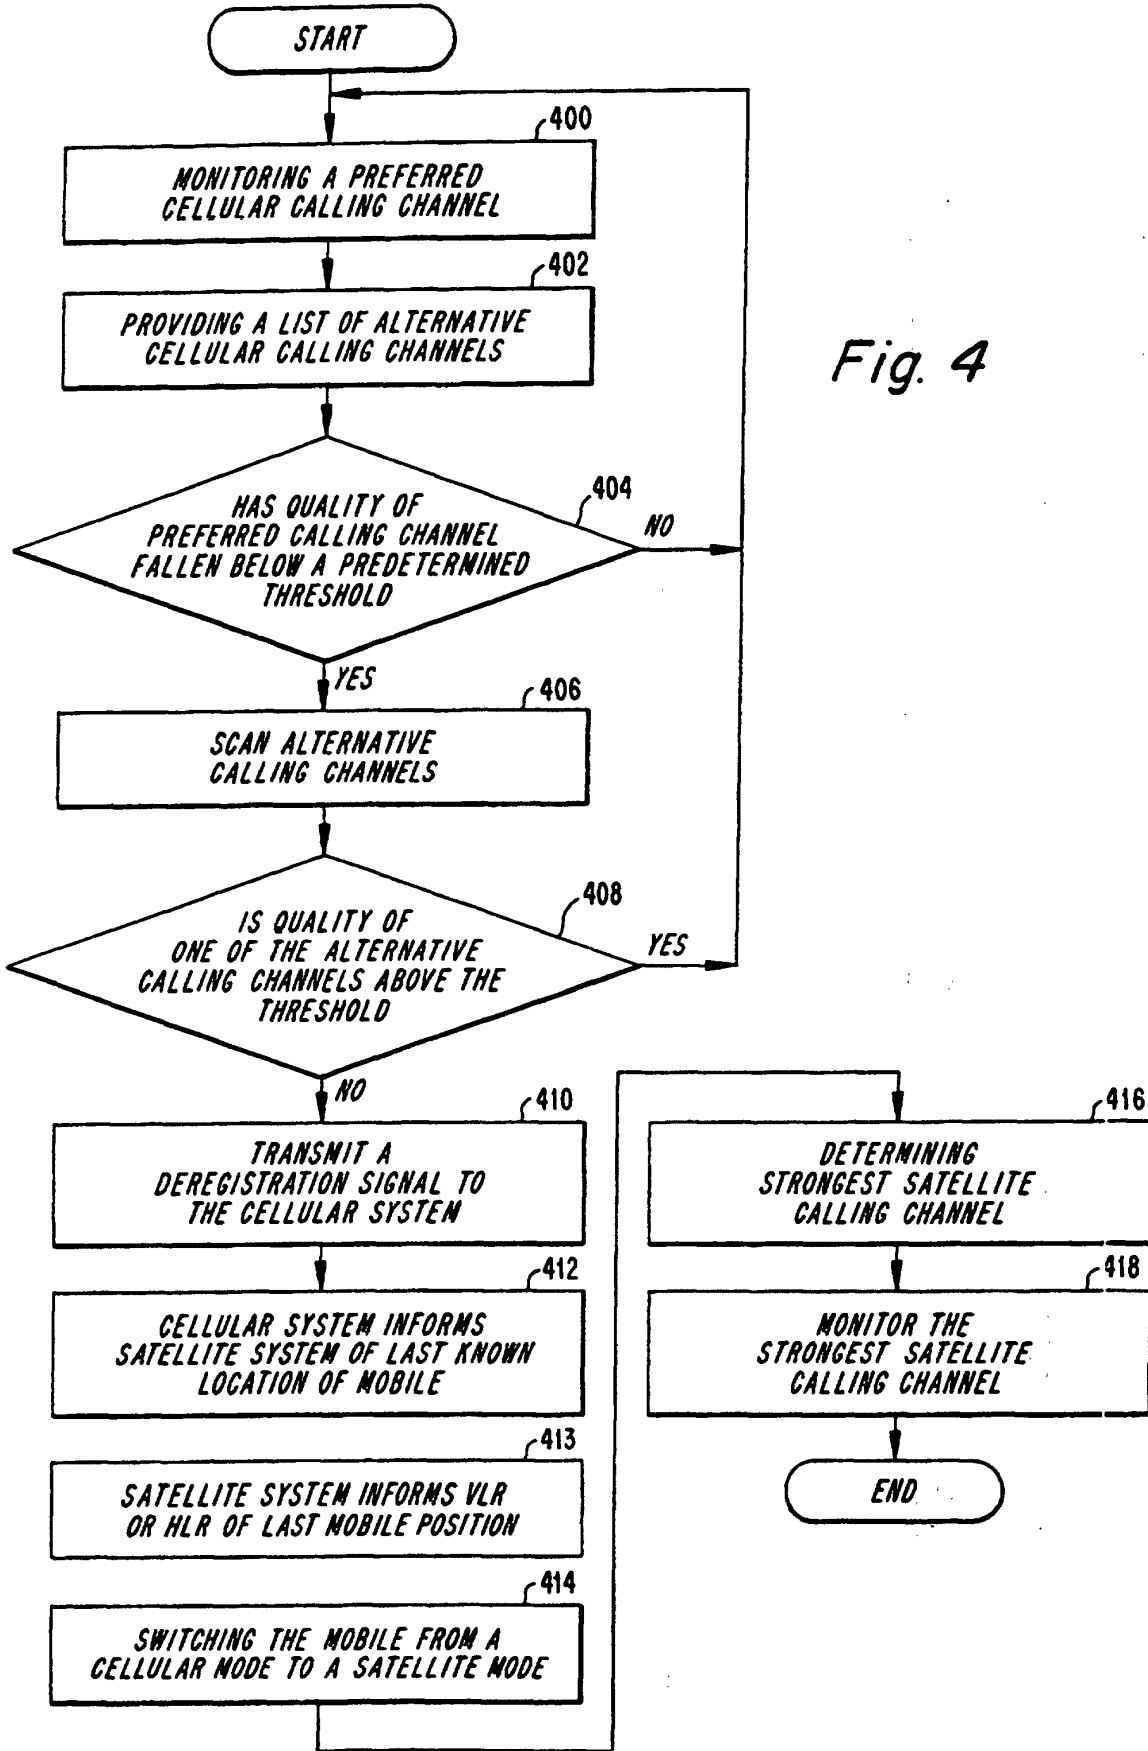 START
400
MONITORING A PREFERRED
CELLULAR CALLING CHANNEL
402
PROVIDING A LIST OF ALTERNATIVE
CELLULAR CALLING CHANNELS
Fig. 4
404
HAS QUALITY OF
PREFERRED CALLING CHANNEL
FALLEN BELOW A PREDETERMINED
THRESHOLD
NO
YES
406
SCAN ALTERNATIVE
CALLING CHANNELS
408
IS QUALITY OF
ONE OF THE ALTERNATIVE
CALLING CHANNELS ABOVE THE
THRESHOLD
YES
NO
410
TRANSMIT A
DEREGISTRATION SIGNAL TO
THE CELLULAR SYSTEM
412
CELLULAR SYSTEM INFORMS
SATELLITE SYSTEM OF LAST KNOWN
LOCATION OF MOBILE
413
SATELLITE SYSTEM INFORMS VLR
OR HLR OF LAST MOBILE POSITION
414
SWITCHING THE MOBILE FROM A
CELLULAR MODE TO A SATELLITE MODE
416
DETERMINING
STRONGEST SATELLITE
CALLING CHANNEL
418
MONITOR THE
STRONGEST SATELLITE
CALLING CHANNEL
END